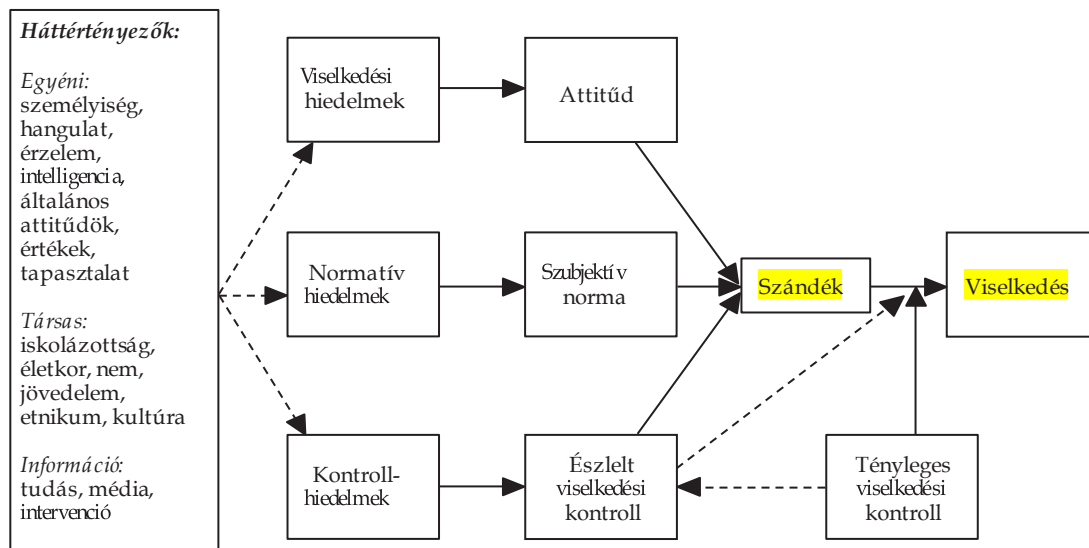 Háttértényezők:
Egyéni:
személyiség,
hangulat,
érzelem,
intelligencia,
általános
attitűdök,
értékek,
tapasztalat
Társas:
iskolázottság,
életkor, nem,
jövedelem,
etnikum, kultúra
Információ:
tudás, média,
intervenció
Viselkedési
hiedelmek
Attitűd
Normatív
hiedelmek
Szubjektív
norma
Szándék
Viselkedés
Kontroll-
hiedelmek
Észlelt
viselkedési
kontroll
Tényleges
viselkedési
kontroll